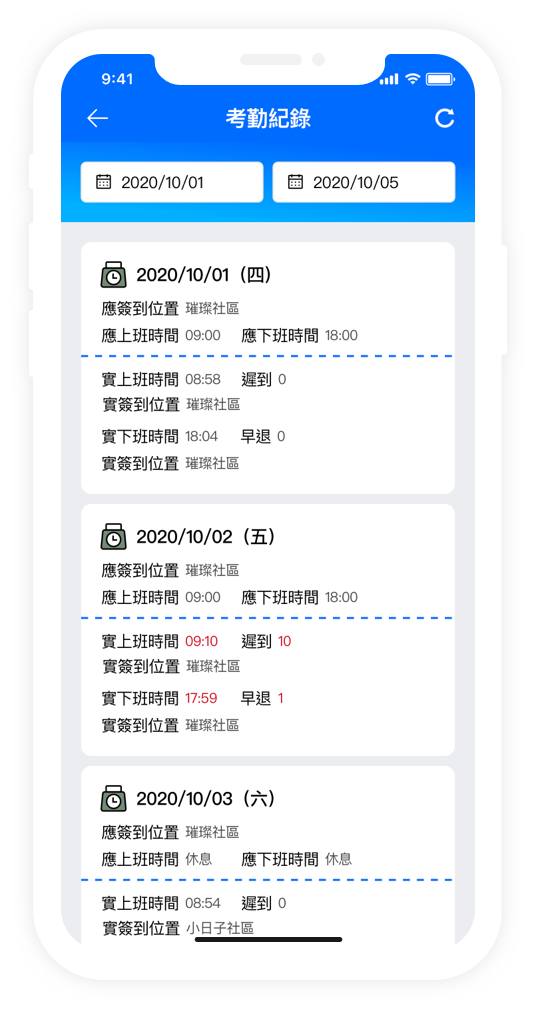 9:41
考勤紀錄
2020/10/01 2020/10/05
2020/10/01（四）
應簽到位置 璀璨社區
應上班時間 09:00 應下班時間 18:00
實上班時間 08:58 遲到 0
實簽到位置 璀璨社區
實下班時間 18:04 早退 0
實簽到位置 璀璨社區
2020/10/02（五）
應簽到位置 璀璨社區
應上班時間 09:00 應下班時間 18:00
實上班時間 09:10 遲到 10
實簽到位置 璀璨社區
實下班時間 17:59 早退 1
實簽到位置 璀璨社區
2020/10/03（六）
應簽到位置 璀璨社區
應上班時間 休息 應下班時間 休息
實上班時間 08:54 遲到 0
實簽到位置 小日子社區